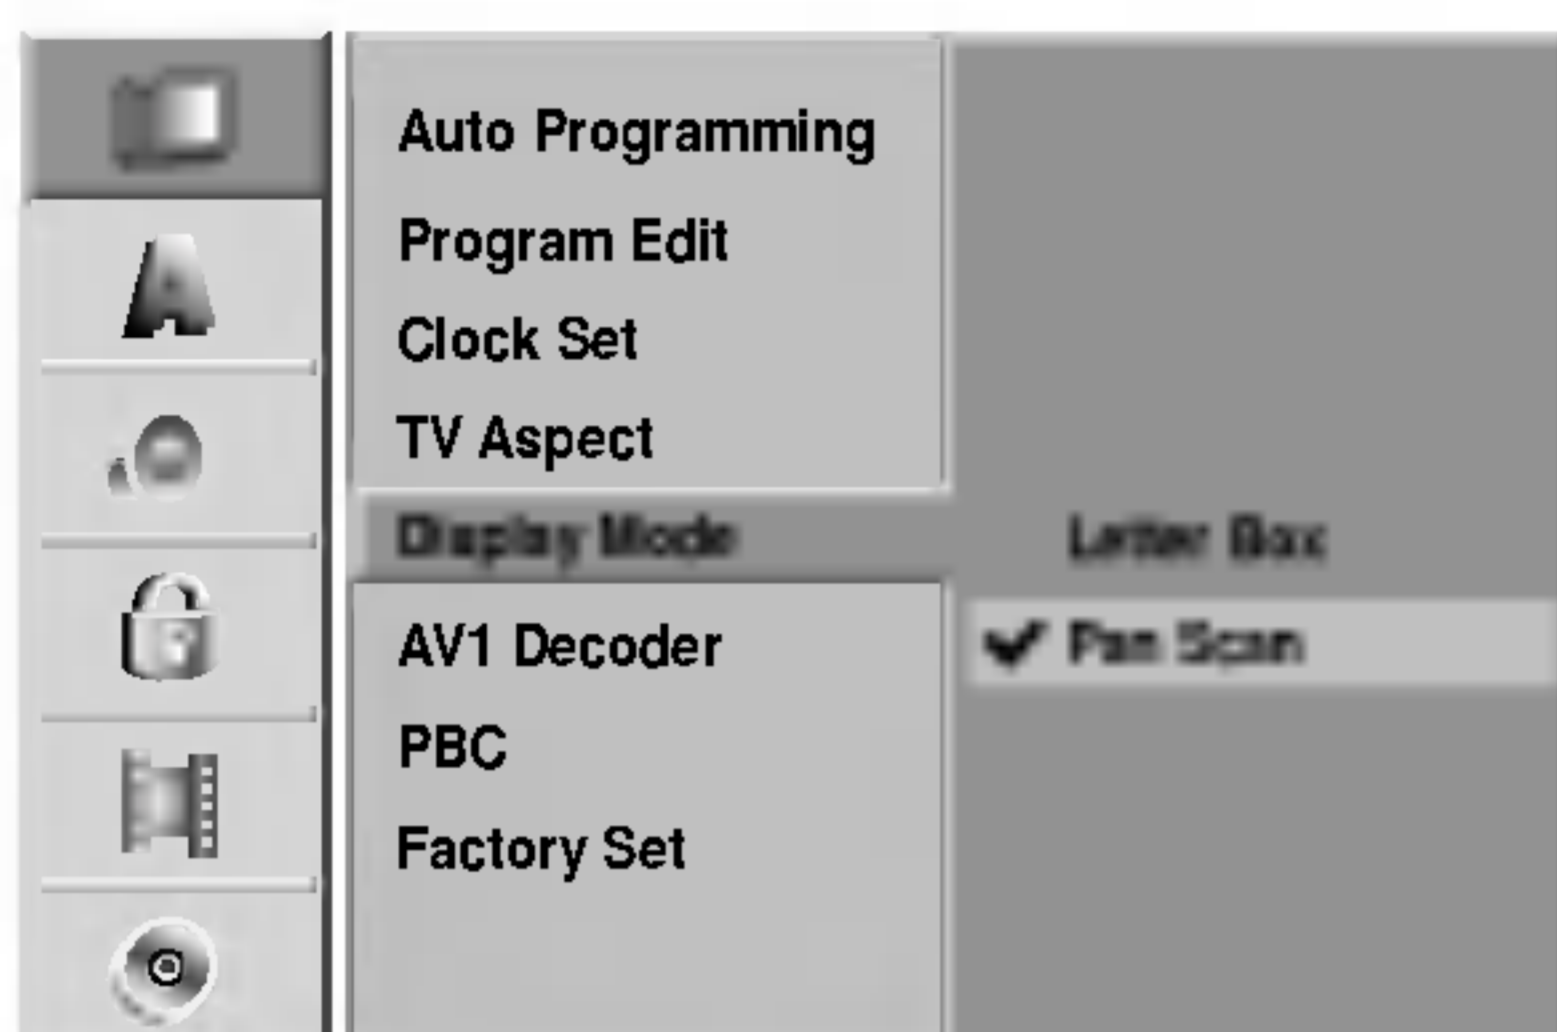 Auto Programming
Program Edit
Clock Set
TV Aspect
Display Mode
Letter Box
AV1 Decoder
Pan Scan
PBC
Factory Set